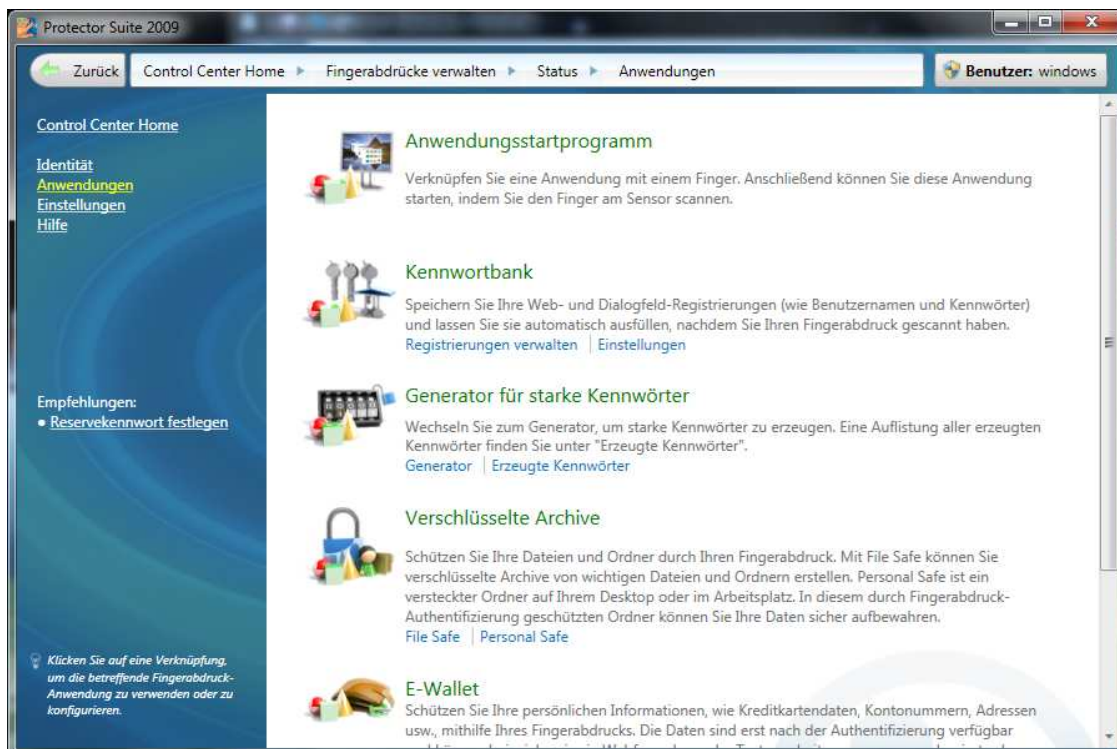 Protector Suite 2009
Zurück Control Center Home Fingerabdrücke verwalten Status Anwendungen Benutzer: windows
Control Center Home
Identität
Anwendungen
Einstellungen
Hilfe
Empfehlungen:
• Reservekennwort festlegen
Klicken Sie auf eine Verknüpfung,
um die betreffende Fingerabdruck-
Anwendung zu verwenden oder zu
konfigurieren.
Anwendungsstartprogramm
Verknüpfen Sie eine Anwendung mit einem Finger. Anschließend können Sie diese Anwendung
starten, indem Sie den Finger am Sensor scannen.
Kennwortbank
Speichern Sie Ihre Web- und Dialogfeld-Registrierungen (wie Benutzernamen und Kennwörter)
und lassen Sie sie automatisch ausfüllen, nachdem Sie Ihren Fingerabdruck gescannt haben.
Registrierungen verwalten | Einstellungen
Generator für starke Kennwörter
Wechseln Sie zum Generator, um starke Kennwörter zu erzeugen. Eine Auflistung aller erzeugten
Kennwörter finden Sie unter "Erzeugte Kennwörter".
Generator | Erzeugte Kennwörter
Verschlüsselte Archive
Schützen Sie Ihre Dateien und Ordner durch Ihren Fingerabdruck. Mit File Safe können Sie
verschlüsselte Archive von wichtigen Dateien und Ordnern erstellen. Personal Safe ist ein
versteckter Ordner auf Ihrem Desktop oder im Arbeitsplatz. In diesem durch Fingerabdruck-
Authentifizierung geschützten Ordner können Sie Ihre Daten sicher aufbewahren.
File Safe | Personal Safe
E-Wallet
Schützen Sie Ihre persönlichen Informationen, wie Kreditkartendaten, Kontonummern, Adressen
usw., mithilfe Ihres Fingerabdrucks. Die Daten sind erst nach der Authentifizierung verfügbar